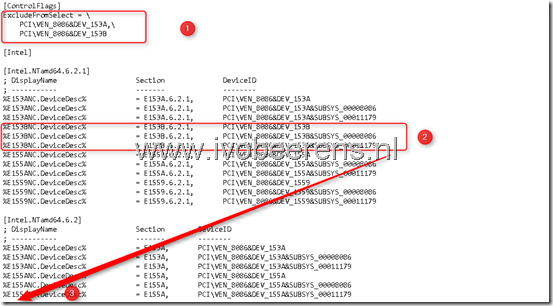 [ControlFlags]
ExcludeFromSelect = \
PCI\VEN_8086&DEV_153A,\
PCI\VEN_8086&DEV_153B
1
[Intel]
[Intel.NTamd64.6.2.1]
; DisplayName Section DeviceID
; ----------- ------- --------
%E153ANC.DeviceDesc% = E153A.6.2.1, PCI\VEN_8086&DEV_153A
%E153ANC.DeviceDesc% = E153A.6.2.1, PCI\VEN_8086&DEV_153A&SUBSYS_00008086
%E153ANC.DeviceDesc% = E153A.6.2.1, PCI\VEN_8086&DEV_153A&SUBSYS_00011179
%E153BNC.DeviceDesc% = E153B.6.2.1, PCI\VEN_8086&DEV_153B
%E153BNC.DeviceDesc% = E153B.6.2.1, PCI\VEN_8086&DEV_153B&SUBSYS_00008086
2
%E153BNC.DeviceDesc% = E153B.6.2.1, PCI\VEN_8086&DEV_153B&SUBSYS_00011179
www.ivobeerens.nl
%E155ANC.DeviceDesc% = E155A.6.2.1, PCI\VEN_8086&DEV_155A
%E155ANC.DeviceDesc% = E155A.6.2.1, PCI\VEN_8086&DEV_155A&SUBSYS_00008086
%E155ANC.DeviceDesc% = E155A.6.2.1, PCI\VEN_8086&DEV_155A&SUBSYS_00011179
%E1559NC.DeviceDesc% = E1559.6.2.1, PCI\VEN_8086&DEV_1559
%E1559NC.DeviceDesc% = E1559.6.2.1, PCI\VEN_8086&DEV_1559&SUBSYS_00008086
%E1559NC.DeviceDesc% = E1559.6.2.1, PCI\VEN_8086&DEV_1559&SUBSYS_00011179
[Intel.NTamd64.6.2]
; DisplayName Section DeviceID
; ----------- ------- --------
%E153ANC.DeviceDesc% = E153A, PCI\VEN_8086&DEV_153A
%E153ANC.DeviceDesc% = E153A, PCI\VEN_8086&DEV_153A&SUBSYS_00008086
%E153ANC.DeviceDesc% = E153A, PCI\VEN_8086&DEV_153A&SUBSYS_00011179
%E155ANC.DeviceDesc% = E155A, PCI\VEN_8086&DEV_155A
%E155ANC.DeviceDesc% = E155A, PCI\VEN_8086&DEV_155A&SUBSYS_00008086
3